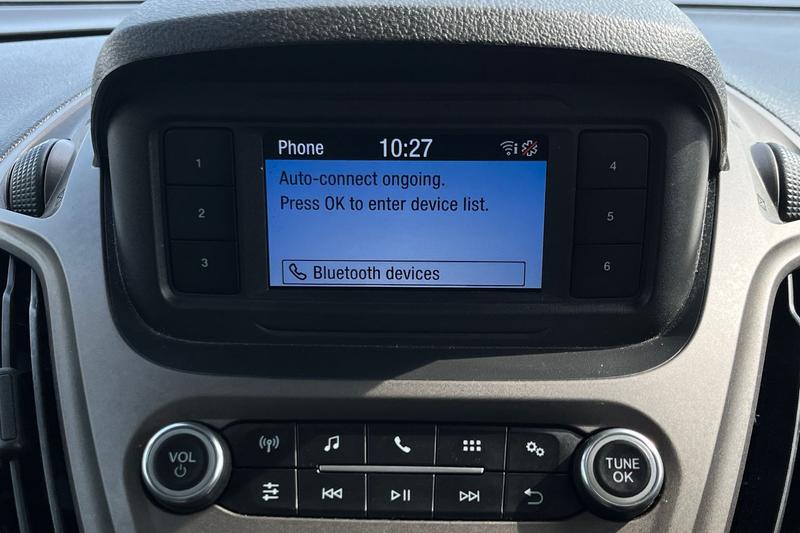 Phone 10:27
Auto-connect ongoing.
Press OK to enter device list.
Bluetooth devices
1
2
3
4
5
6
VOL
TUNE
OK